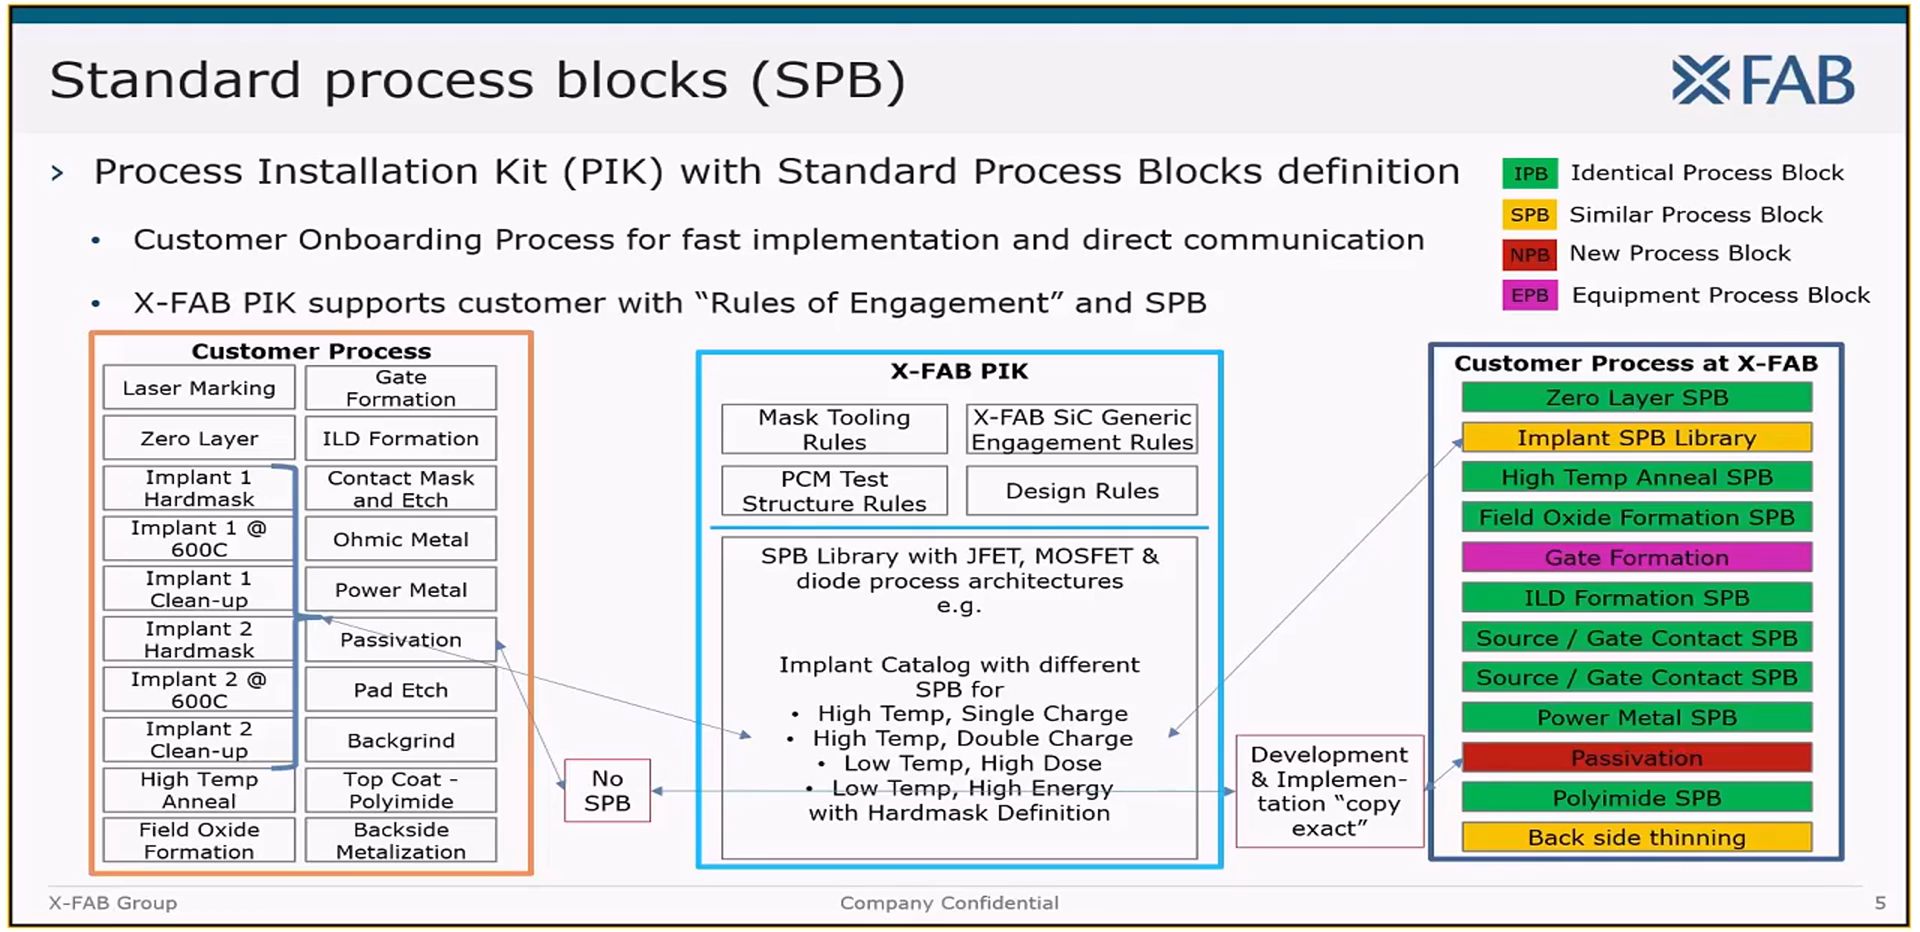 Standard process blocks (SPB)
XFAB
› Process Installation Kit (PIK) with Standard Process Blocks definition
• Customer Onboarding Process for fast implementation and direct communication
• X-FAB PIK supports customer with “Rules of Engagement” and SPB
IPB Identical Process Block
SPB Similar Process Block
NPB New Process Block
EPB Equipment Process Block
Customer Process
Laser Marking
Zero Layer
Implant 1
Hardmask
Implant 1 @
600C
Implant 1
Clean-up
Implant 2
Hardmask
Implant 2 @
600C
Implant 2
Clean-up
High Temp
Anneal
Field Oxide
Formation
Gate
Formation
ILD Formation
Contact Mask
and Etch
Ohmic Metal
Power Metal
Passivation
Pad Etch
Backgrind
Top Coat -
Polyimide
Backside
Metalization
No
SPB
X-FAB PIK
Mask Tooling
Rules
X-FAB SiC Generic
Engagement Rules
PCM Test
Structure Rules
Design Rules
SPB Library with JFET, MOSFET &
diode process architectures
e.g.
Implant Catalog with different
SPB for
• High Temp, Single Charge
• High Temp, Double Charge
• Low Temp, High Dose
• Low Temp, High Energy
with Hardmask Definition
Development
& Implemen-
tation “copy
exact”
Customer Process at X-FAB
Zero Layer SPB
Implant SPB Library
High Temp Anneal SPB
Field Oxide Formation SPB
Gate Formation
ILD Formation SPB
Source / Gate Contact SPB
Source / Gate Contact SPB
Power Metal SPB
Passivation
Polyimide SPB
Back side thinning
X-FAB Group
Company Confidential
5